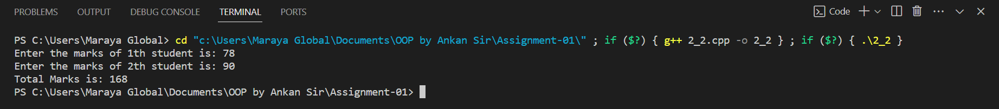 PROBLEMS OUTPUT DEBUG CONSOLE TERMINAL PORTS Code
PS C:\Users\Maraya Global> cd "c:\Users\Maraya Global\Documents\OOP by Ankan Sir\Assignment-01\" ; if ($?) { g++ 2_2.cpp -o 2_2 } ; if ($?) { .\2_2 }
Enter the marks of 1th student is: 78
Enter the marks of 2th student is: 90
Total Marks is: 168
PS C:\Users\Maraya Global\Documents\OOP by Ankan Sir\Assignment-01>